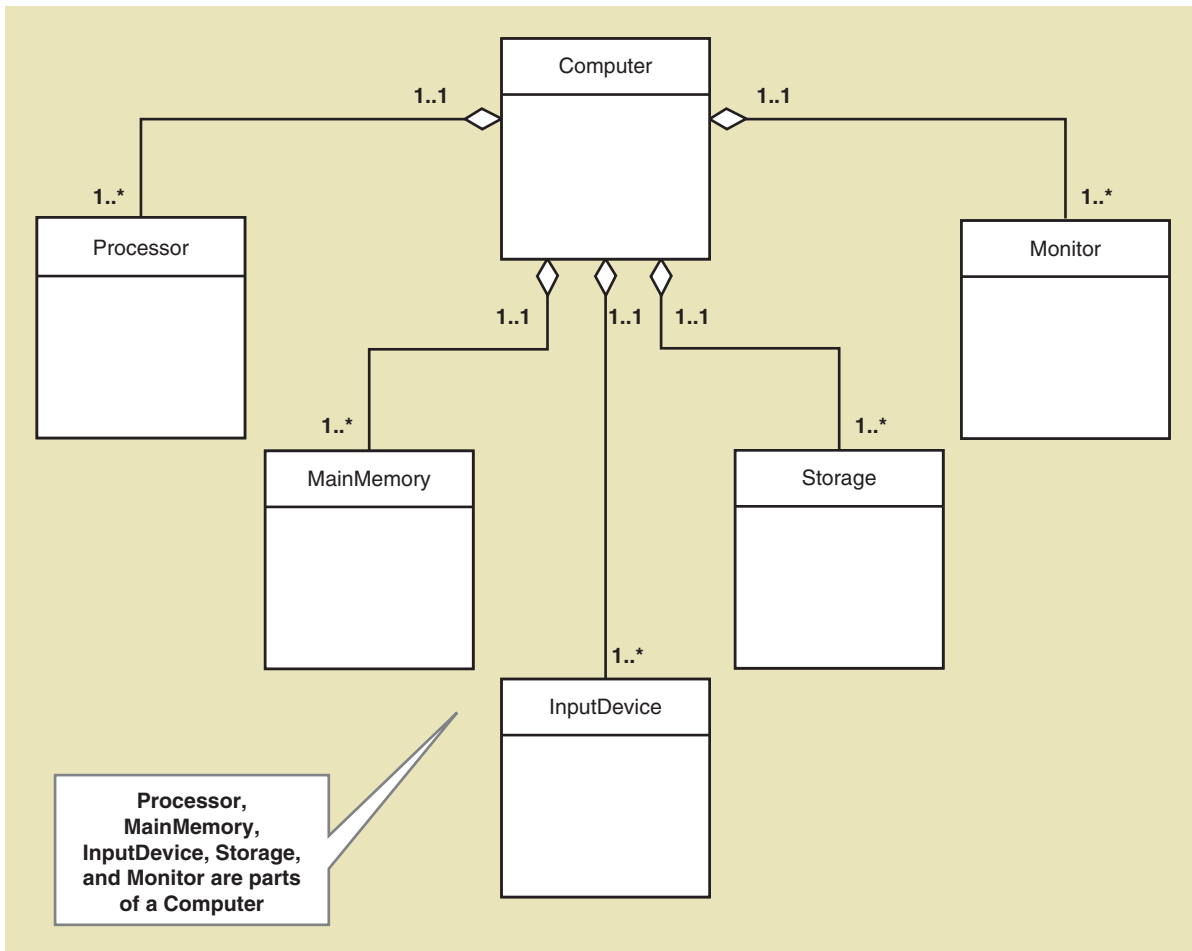 Computer
1..1
1..1
1..*
1..*
Processor
Monitor
1..1
1..1
1..1
1..*
1..*
MainMemory
Storage
1..*
InputDevice
Processor,
MainMemory,
InputDevice, Storage,
and Monitor are parts
of a Computer